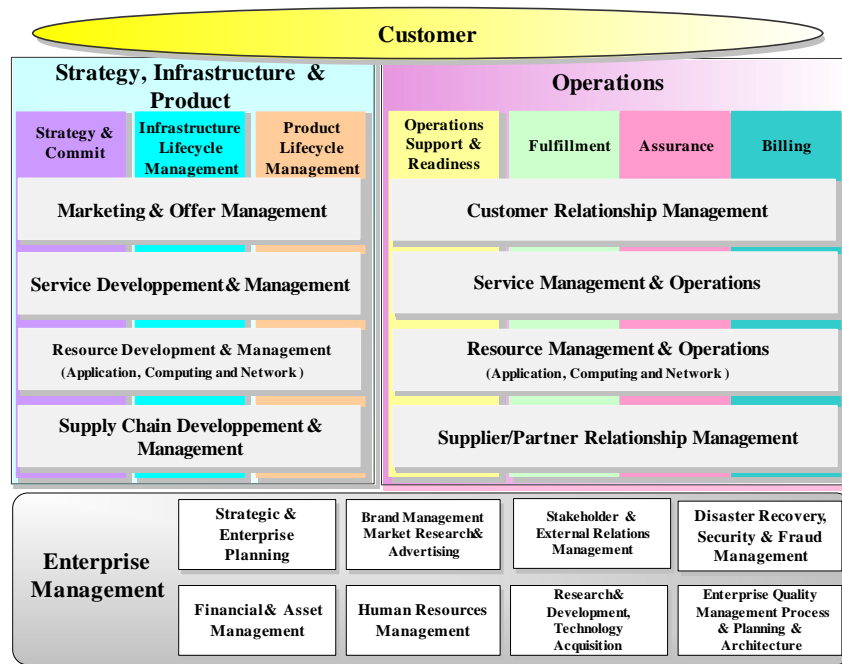 Customer
Strategy, Infrastructure &
Product
Operations
Strategy &
Commit
Infrastructure
Lifecycle
Management
Product
Lifecycle
Management
Operations
Support &
Readiness
Fulfillment
Assurance
Billing
Marketing & Offer Management
Customer Relationship Management
Service Developpement & Management
Service Management & Operations
Resource Development & Management
(Application, Computing and Network )
Resource Management & Operations
(Application, Computing and Network )
Supply Chain Developpement &
Management
Supplier/Partner Relationship Management
Enterprise
Management
Strategic &
Enterprise
Planning
Brand Management
Market Research&
Advertising
Stakeholder &
External Relations
Management
Disaster Recovery,
Security & Fraud
Management
Financial & Asset
Management
Human Resources
Management
Research&
Development,
Technology
Acquisition
Enterprise Quality
Management Process
& Planning &
Architecture